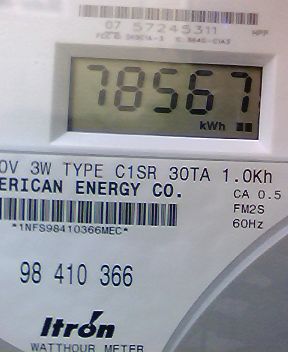 07 57245311
78567
kWh
0V 3W TYPE C1SR 30TA 1.0Kh
ERICAN ENERGY CO.
CA 0.5
FM2S
60Hz
*1NFS98410366MEC*
98 410 366
Itron
WATTHOUR METER